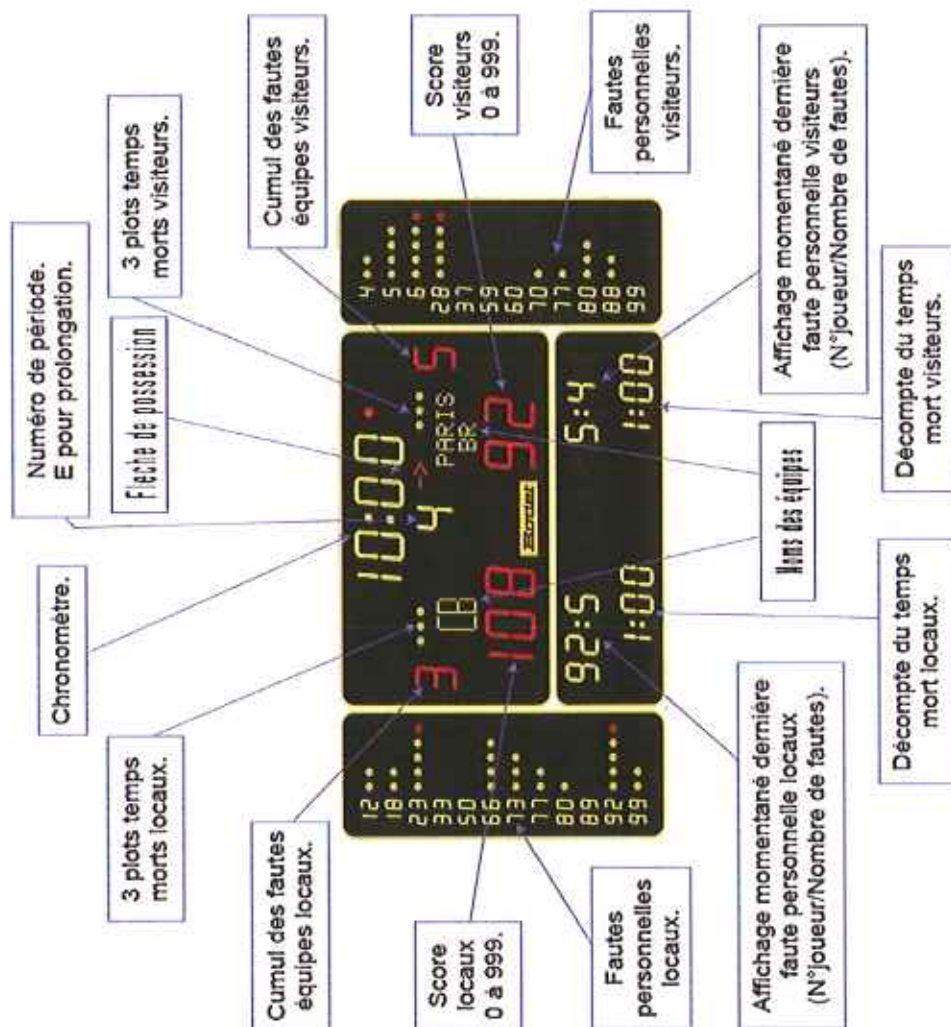 Numéro de période.
E pour prolongation.
Chronomètre.
Flèche de possession
3 plots temps
morts locaux.
3 plots temps
morts visiteurs.
Cumul des fautes
équipes locaux.
Cumul des fautes
équipes visiteurs.
Score
locaux
0 à 999.
Score
visiteurs
0 à 999.
Fautes
personnelles
locaux.
Fautes
personnelles
visiteurs.
Affichage momentané dernière
faute personnelle locaux
(N°joueur/Nombre de fautes).
Affichage momentané dernière
faute personnelle visiteurs
(N°joueur/Nombre de fautes).
Décompte du temps
mort locaux.
Noms des équipes
Décompte du temps
mort visiteurs.
12
18
23
33
50
69
73
77
80
89
92
99
10:00
3
4
->
5
CB
PARIS
BR
108
92
92:5
5:4
1:00
1:00
4
5
6
28
37
59
60
70
77
80
88
99